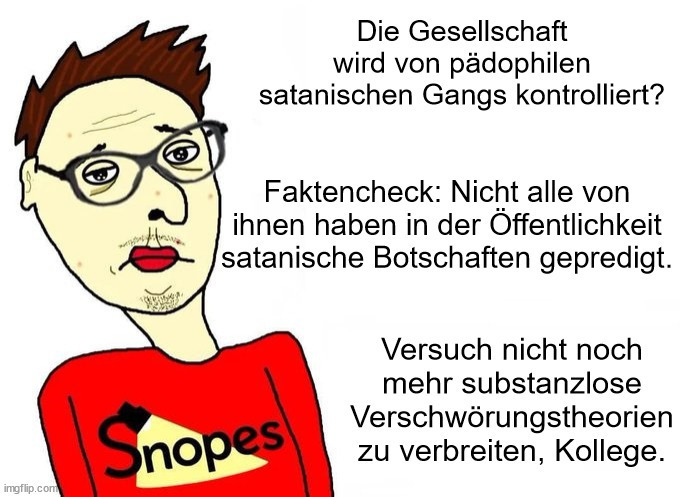 Die Gesellschaft
wird von pädophilen
satanischen Gangs kontrolliert?
Faktencheck: Nicht alle von
ihnen haben in der Öffentlichkeit
satanische Botschaften gepredigt.
Versuch nicht noch
mehr substanzlose
Verschwörungstheorien
zu verbreiten, Kollege.
Snopes
imgflip.com